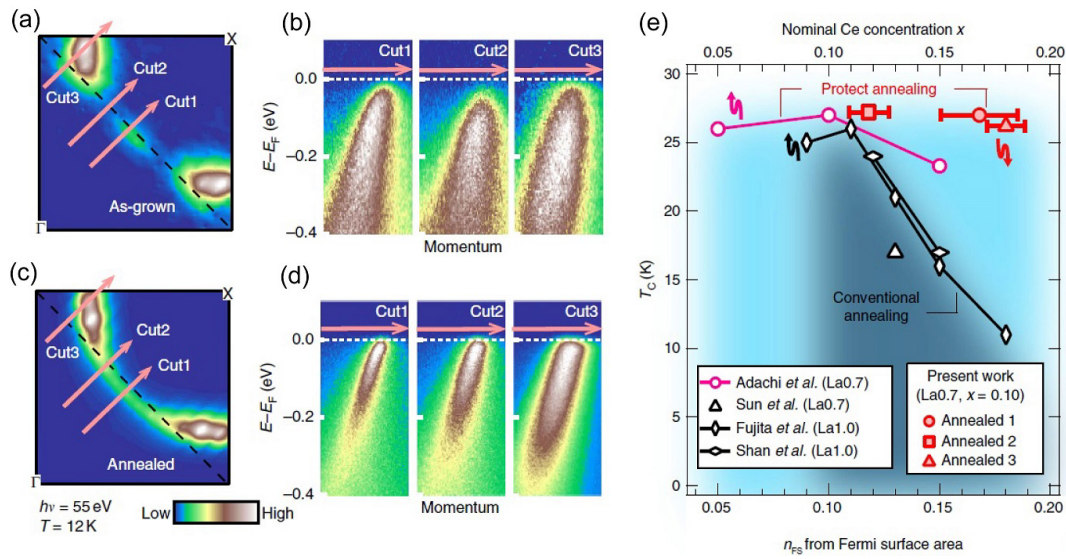 (a)
X
Cut2
Cut1
Cut3
As-grown
Γ
(b)
Cut1
Cut2
Cut3
0.0
−0.2
−0.4
E−E_F (eV)
Momentum
(c)
X
Cut2
Cut1
Cut3
Annealed
Γ
hν = 55 eV
T = 12 K
Low
High
(d)
Cut1
Cut2
Cut3
0.0
−0.2
−0.4
E−E_F (eV)
Momentum
(e)
Nominal Ce concentration x
0.05
0.10
0.15
0.20
30
25
20
15
10
5
0
T_C (K)
Protect annealing
Conventional
annealing
Adachi et al. (La0.7)
Sun et al. (La0.7)
Fujita et al. (La1.0)
Shan et al. (La1.0)
Present work
(La0.7, x = 0.10)
Annealed 1
Annealed 2
Annealed 3
0.05
0.10
0.15
0.20
n_FS from Fermi surface area